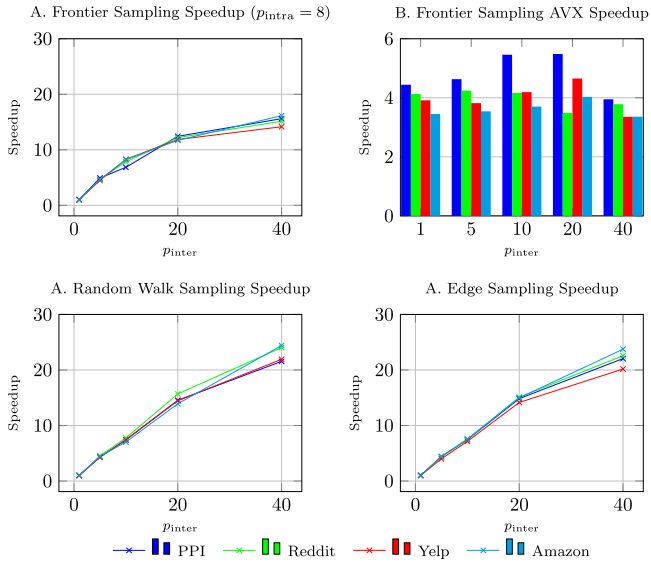 A. Frontier Sampling Speedup (p_intra = 8)
B. Frontier Sampling AVX Speedup
Speedup
30
20
10
0
0
20
40
p_inter
Speedup
6
4
2
0
1
5
10
20
40
p_inter
A. Random Walk Sampling Speedup
A. Edge Sampling Speedup
Speedup
30
20
10
0
0
20
40
p_inter
Speedup
30
20
10
0
0
20
40
p_inter
PPI
Reddit
Yelp
Amazon